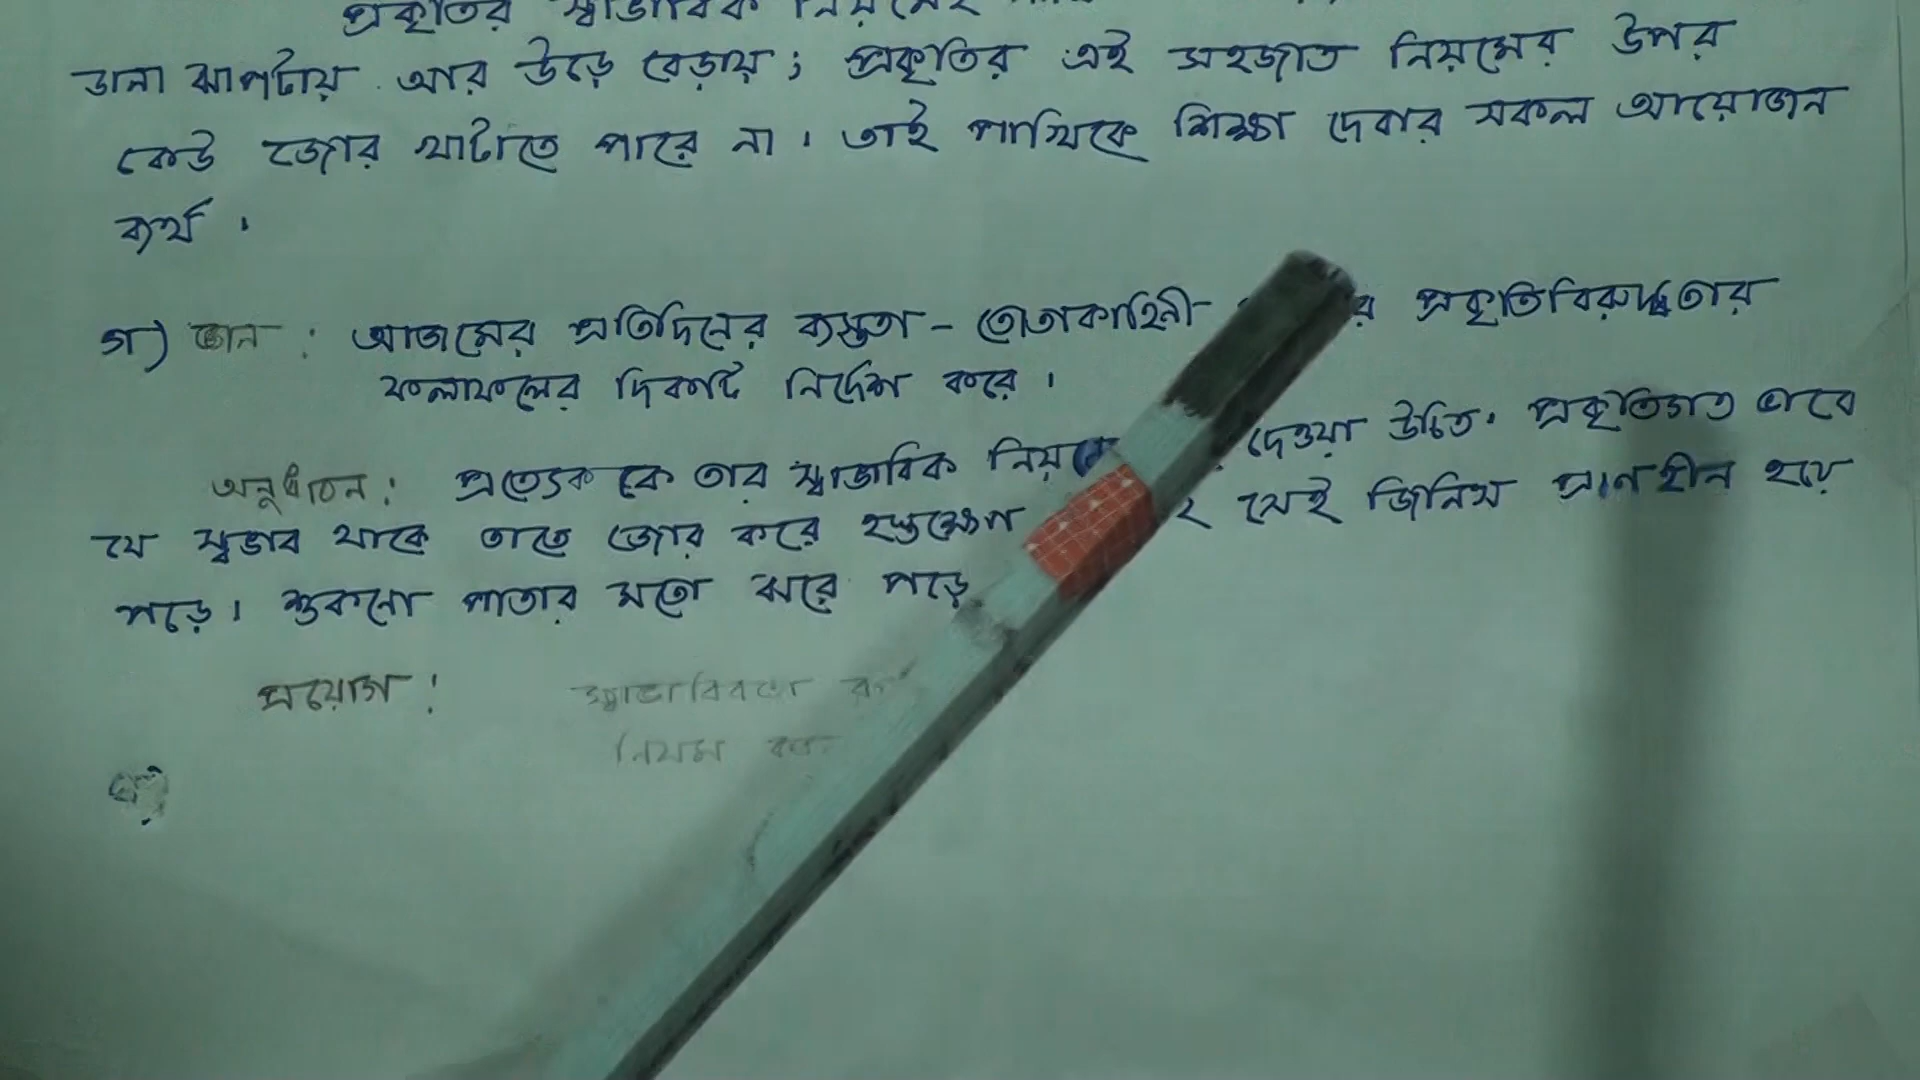 প্রকৃতির স্বাভাবিক নিয়মেই
ডানা ঝাপটায় আর উড়ে বেড়ায়; প্রকৃতির এই সহজাত নিয়মের উপর
কেউ জোর খাটাতে পারে না। তাই পাখিকে শিক্ষা দেবার সকল আয়োজন
ব্যর্থ।
গ) জ্ঞান: আজমের প্রতিদিনের ব্যস্ততা - তোতাকাহিনী র প্রকৃতিবিরুদ্ধতার
ফলাফলের দিকটি নির্দেশ করে।
অনুধাবন: প্রত্যেক কে তার স্বাভাবিক দেওয়া উচিত। প্রকৃতিগত ভাবে
যে স্বভাব থাকে তাতে জোর করে হস্তক্ষেপ সেই জিনিস প্রাণহীন হয়ে
পড়ে। শুকনো পাতার মতো ঝরে পড়ে
প্রয়োগ:
নিয়ম